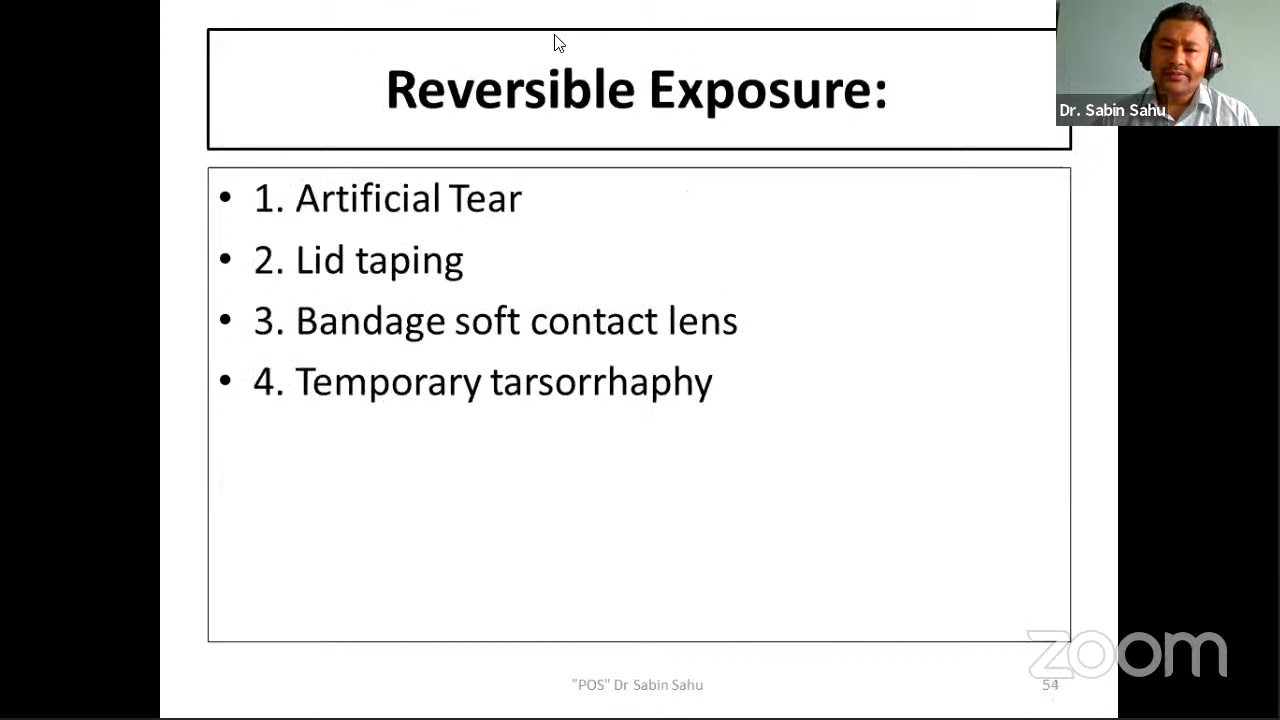 Reversible Exposure:
Dr. Sabin Sahu
• 1. Artificial Tear
• 2. Lid taping
• 3. Bandage soft contact lens
• 4. Temporary tarsorrhaphy
zoom
"POS" Dr Sabin Sahu
54